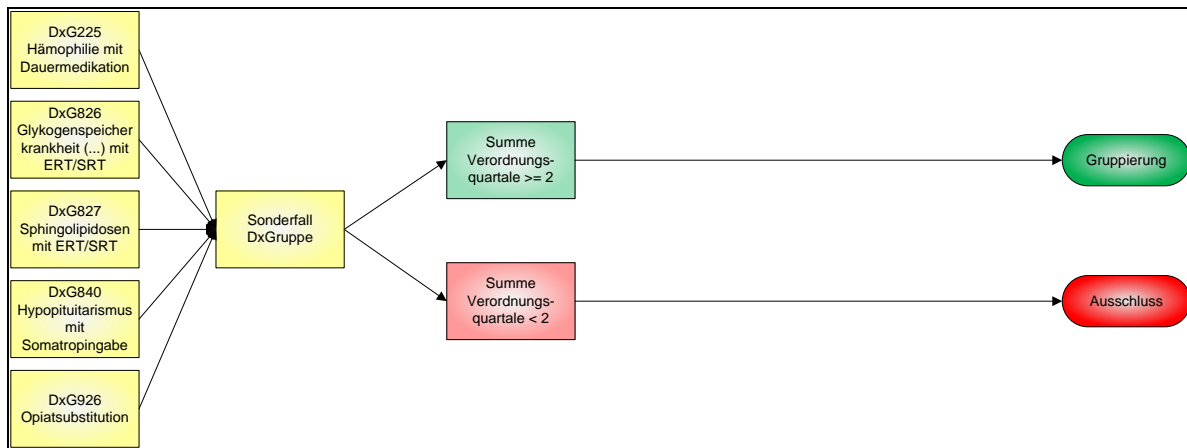 DxG225
Hämophilie mit
Dauermedikation
DxG826
Glykogenspeicher
krankheit (...) mit
ERT/SRT
DxG827
Sphingolipidosen
mit ERT/SRT
DxG840
Hypopituitarismus
mit
Somatropingabe
DxG926
Opiatsubstitution
Sonderfall
DxGruppe
Summe
Verordnungs-
quartale >= 2
Summe
Verordnungs-
quartale < 2
Gruppierung
Ausschluss